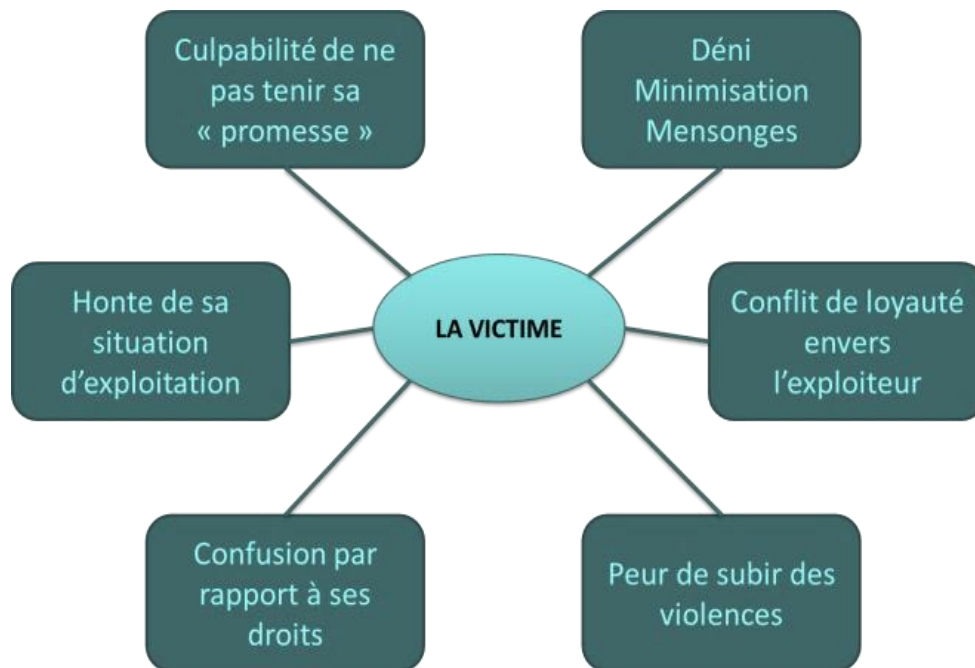 Culpabilité de ne
pas tenir sa
« promesse »
Déni
Minimisation
Mensonges
Honte de sa
situation
d’exploitation
LA VICTIME
Conflit de loyauté
envers
l’exploiteur
Confusion par
rapport à ses
droits
Peur de subir des
violences